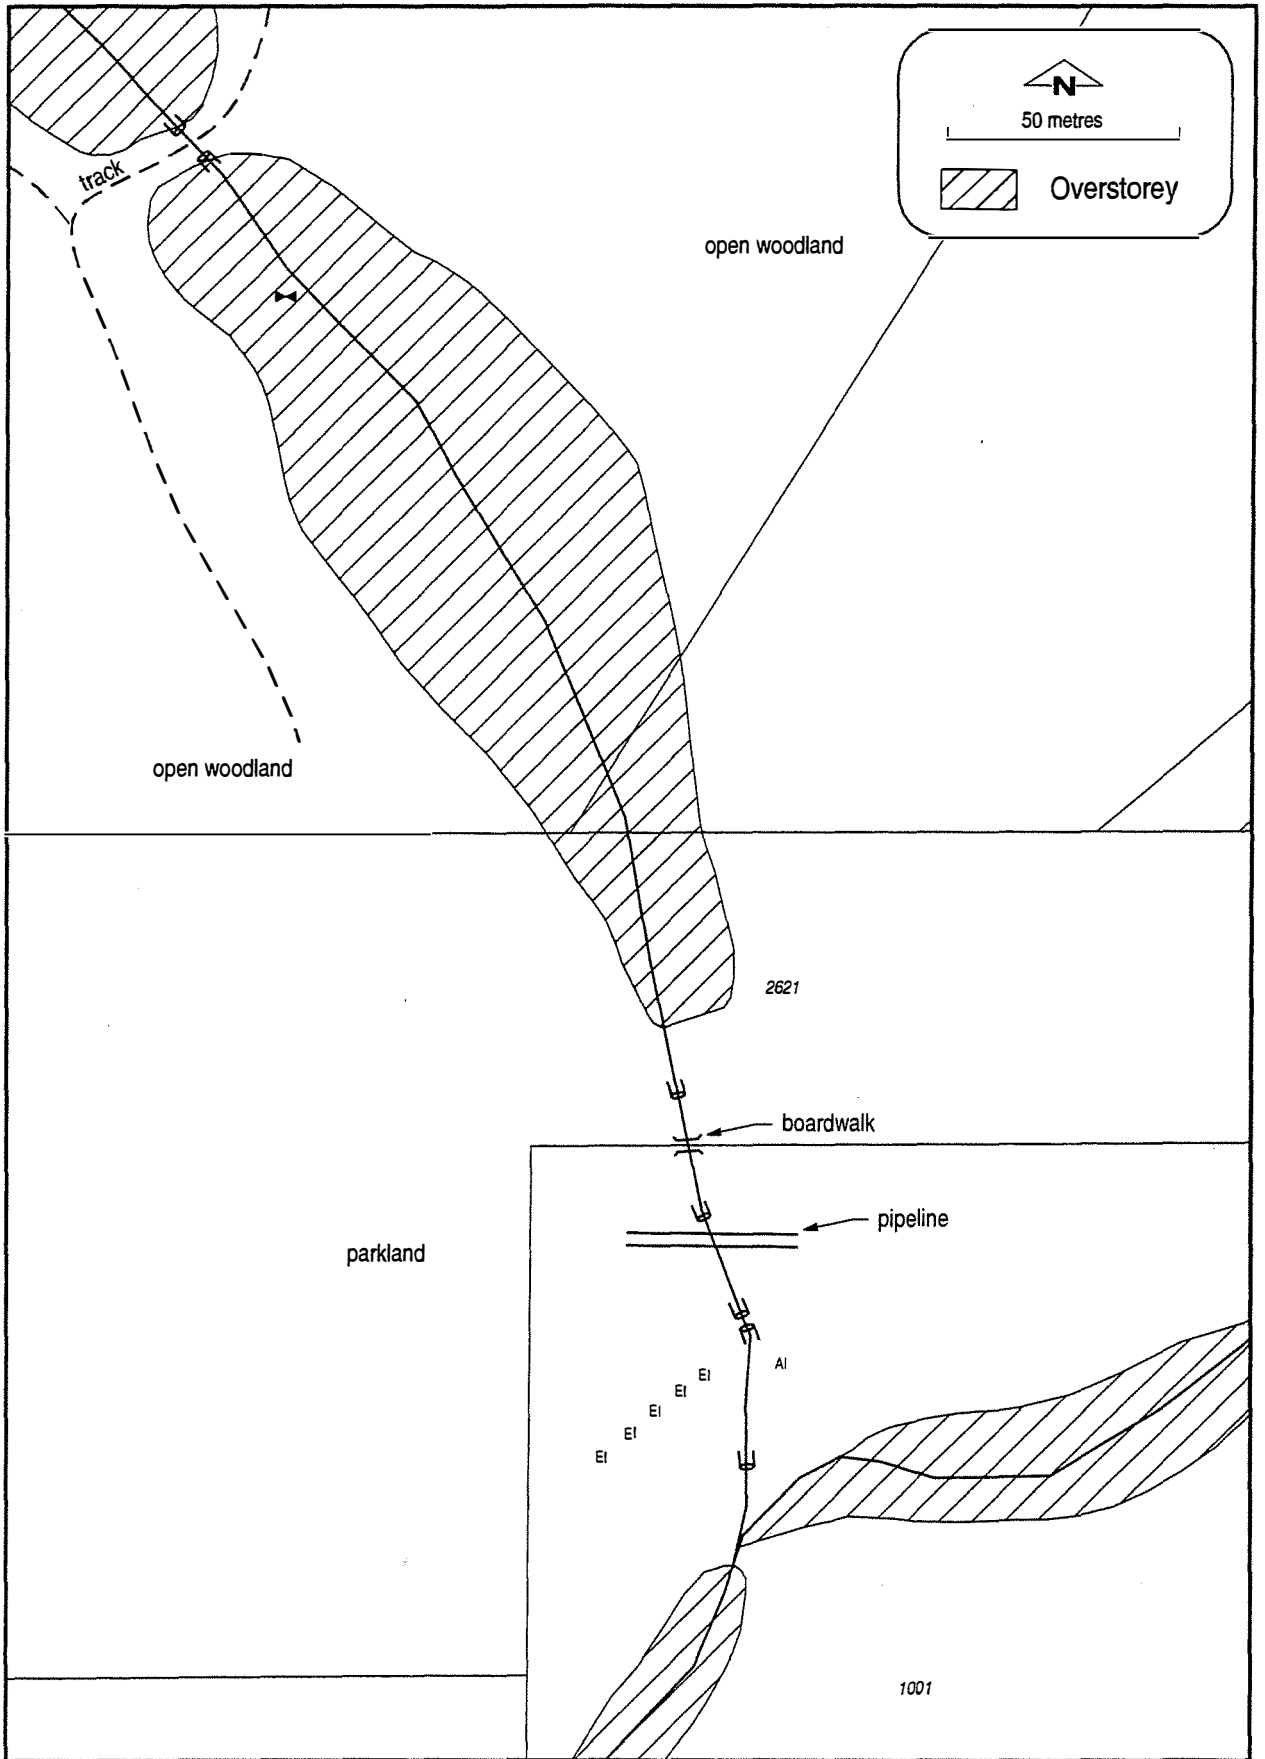 N
50 metres
Overstorey
track
open woodland
open woodland
2621
boardwalk
pipeline
parkland
Al
El
El
El
El
El
1001